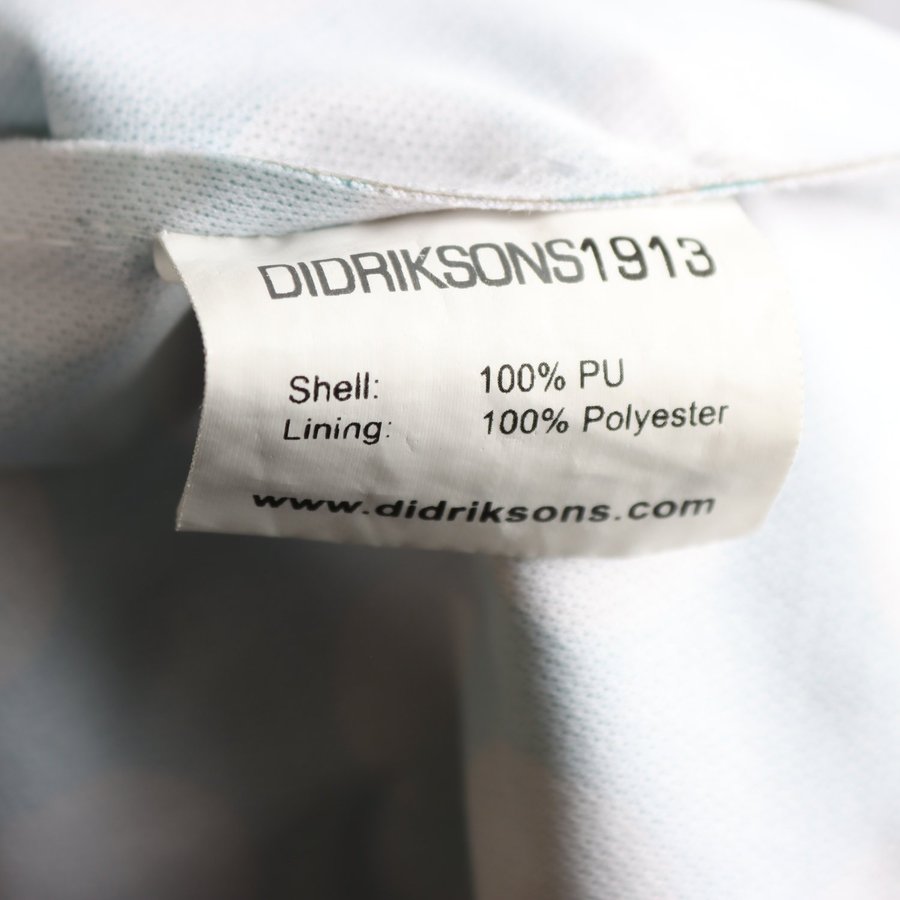 DIDRIKSONS1913
Shell: 100% PU
Lining: 100% Polyester
www.didriksons.com